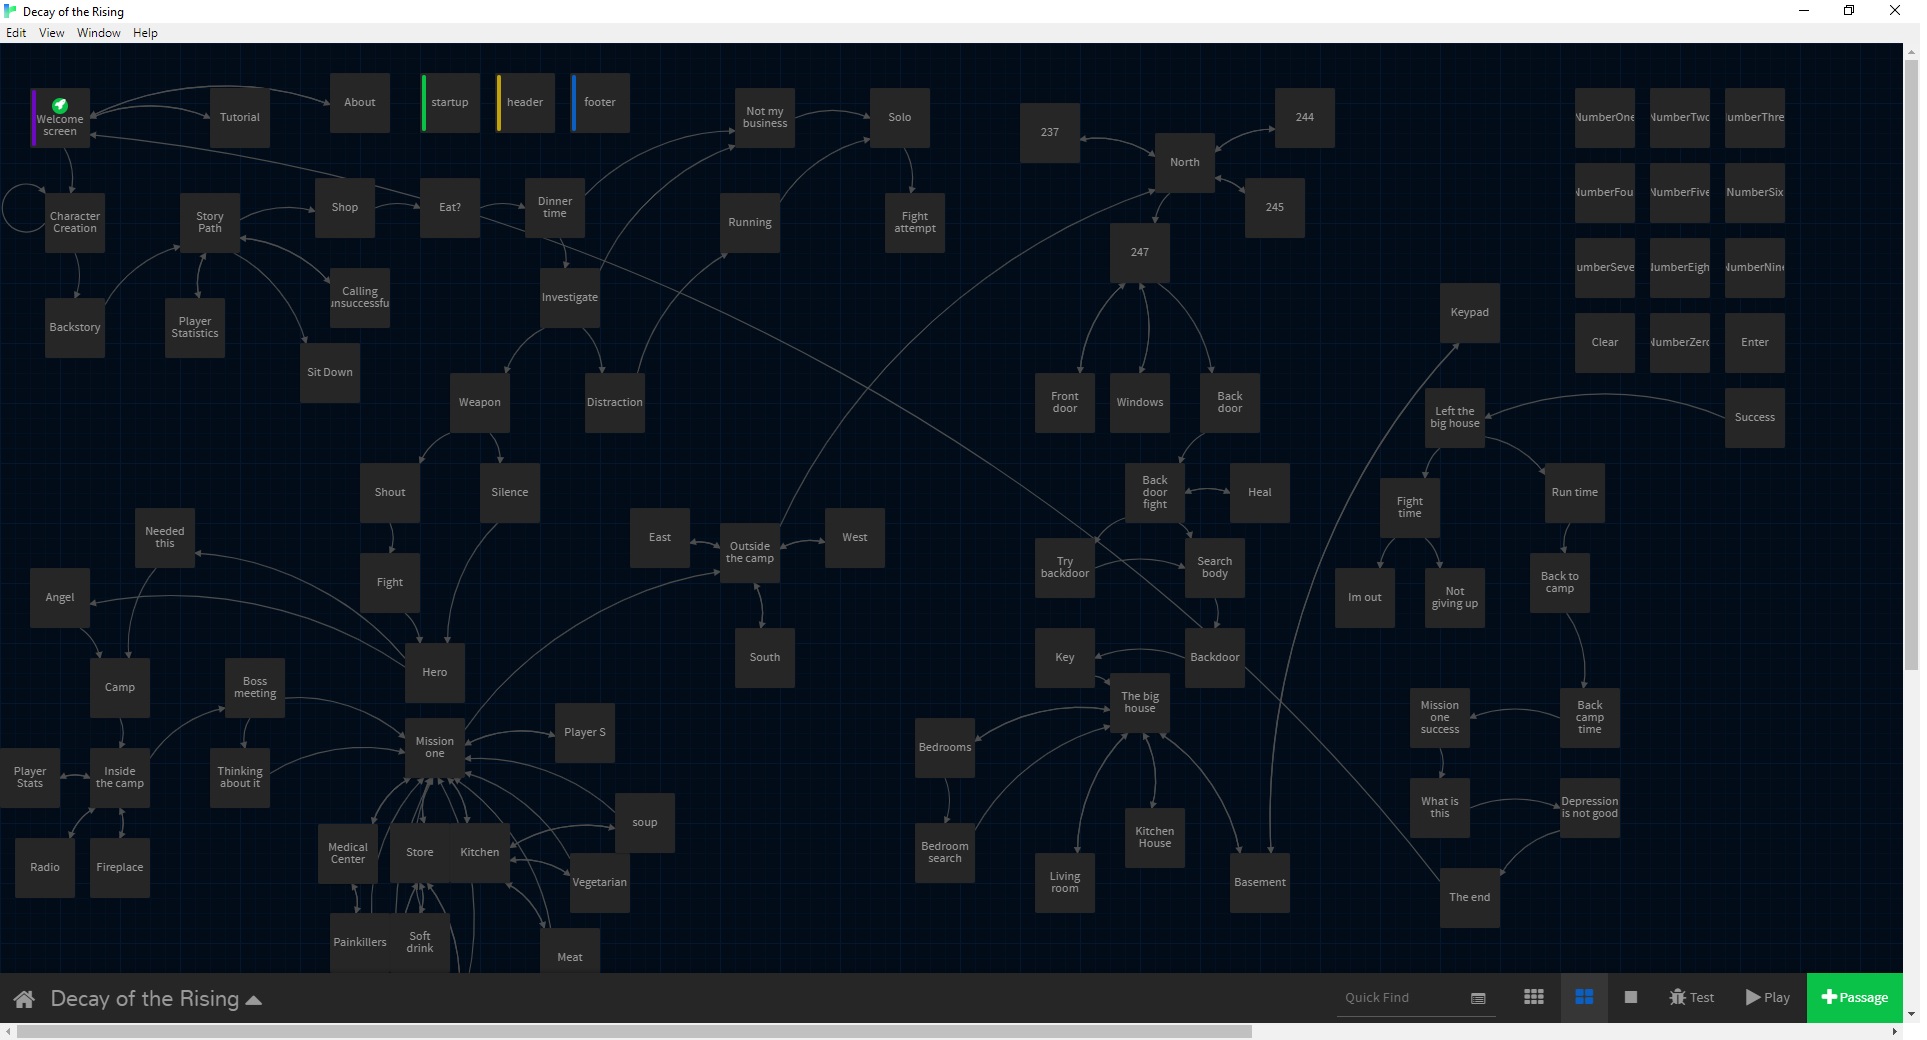 Decay of the Rising
Edit View Window Help
Welcome
screen
Tutorial
About
startup
header
footer
Not my
business
Solo
237
North
244
245
247
NumberOne
NumberTwo
umberThre
NumberFou
NumberFive
NumberSix
umberSeve
NumberEigh
NumberNine
Clear
NumberZero
Enter
Success
Character
Creation
Story
Path
Shop
Eat?
Dinner
time
Running
Fight
attempt
Backstory
Player
Statistics
Calling
unsuccessfu
Sit Down
Investigate
Weapon
Distraction
Front
door
Windows
Back
door
Keypad
Left the
big house
Shout
Silence
Back
door
fight
Heal
Fight
time
Run time
Needed
this
East
Outside
the camp
West
Try
backdoor
Search
body
Angel
Fight
Im out
Not
giving up
Back to
camp
Camp
Boss
meeting
Hero
South
Key
Backdoor
The big
house
Mission
one
success
Back
camp
time
Player
Stats
Inside
the camp
Thinking
about it
Mission
one
Player S
Bedrooms
What is
this
Depression
is not good
Radio
Fireplace
Medical
Center
Store
Kitchen
soup
Vegetarian
Bedroom
search
Living
room
Kitchen
House
Basement
The end
Painkillers
Soft
drink
Meat
Decay of the Rising
Quick Find
Test
Play
Passage